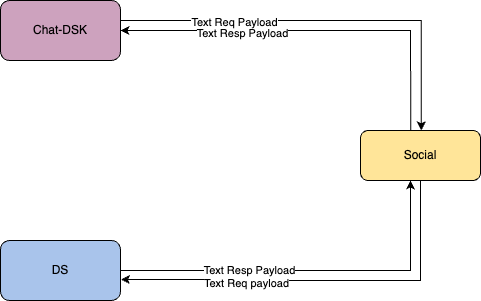 Chat-DSK
Text Req Payload
Text Resp Payload
Social
DS
Text Resp Payload
Text Req payload